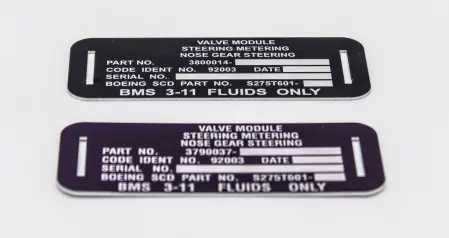 VALVE MODULE
STEERING METERING
NOSE GEAR STEERING
PART NO. 3800014-
CODE IDENT NO. 92003 DATE
SERIAL NO.
BOEING SCD PART NO. S275T601-
BMS 3-11 FLUIDS ONLY
VALVE MODULE
STEERING METERING
NOSE GEAR STEERING
PART NO. 3790037-
CODE IDENT NO. 92003 DATE
SERIAL NO.
BOEING SCD PART NO. S275T601-
BMS 3-11 FLUIDS ONLY